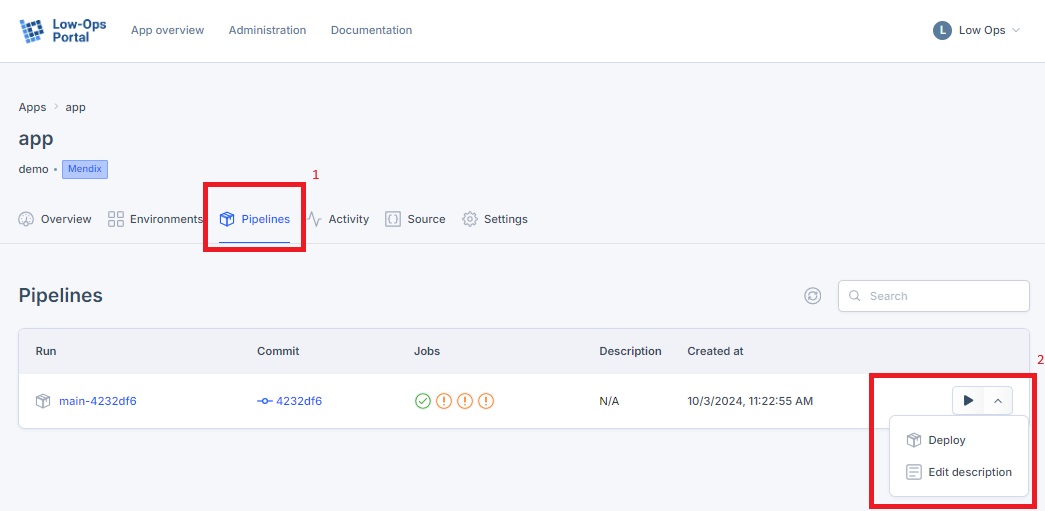 Low-Ops
Portal
App overview Administration Documentation
L Low Ops
Apps > app
app
demo • Mendix
1
Overview Environments Pipelines Activity Source Settings
Pipelines
Search
Run Commit Jobs Description Created at
2
main-4232df6 4232df6 N/A 10/3/2024, 11:22:55 AM
Deploy
Edit description